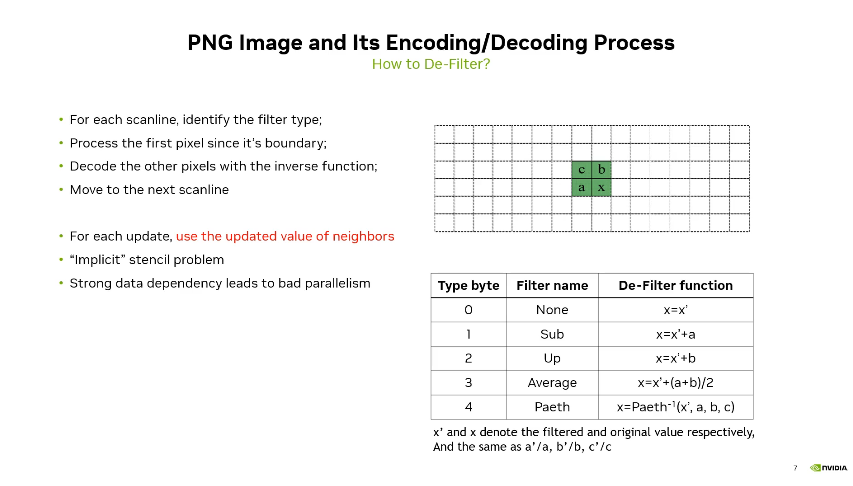 PNG Image and Its Encoding/Decoding Process
How to De-Filter?
• For each scanline, identify the filter type;
• Process the first pixel since it's boundary;
• Decode the other pixels with the inverse function;
• Move to the next scanline
• For each update, use the updated value of neighbors
• “Implicit” stencil problem
• Strong data dependency leads to bad parallelism
c b
a x
Type byte Filter name De-Filter function
0 None x=x’
1 Sub x=x’+a
2 Up x=x’+b
3 Average x=x’+(a+b)/2
4 Paeth x=Paeth⁻¹(x’, a, b, c)
x’ and x denote the filtered and original value respectively,
And the same as a’/a, b’/b, c’/c
7 NVIDIA